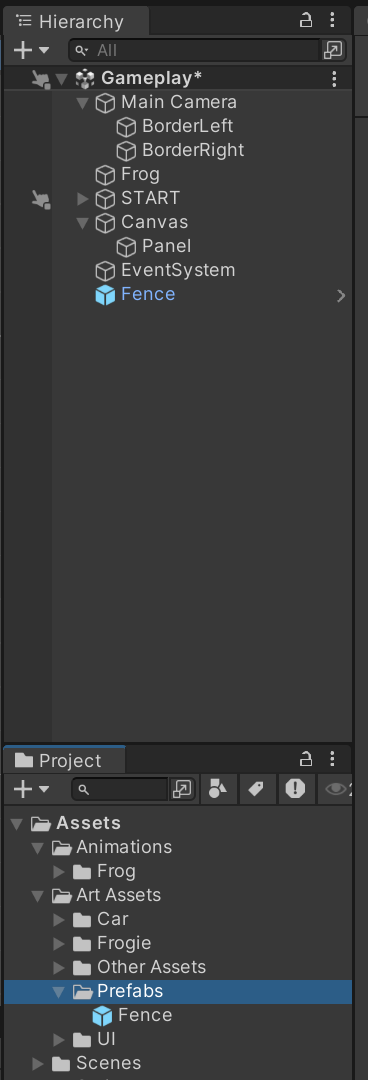 Hierarchy
All
Gameplay*
Main Camera
BorderLeft
BorderRight
Frog
START
Canvas
Panel
EventSystem
Fence
Project
Assets
Animations
Frog
Art Assets
Car
Frogie
Other Assets
Prefabs
Fence
UI
Scenes